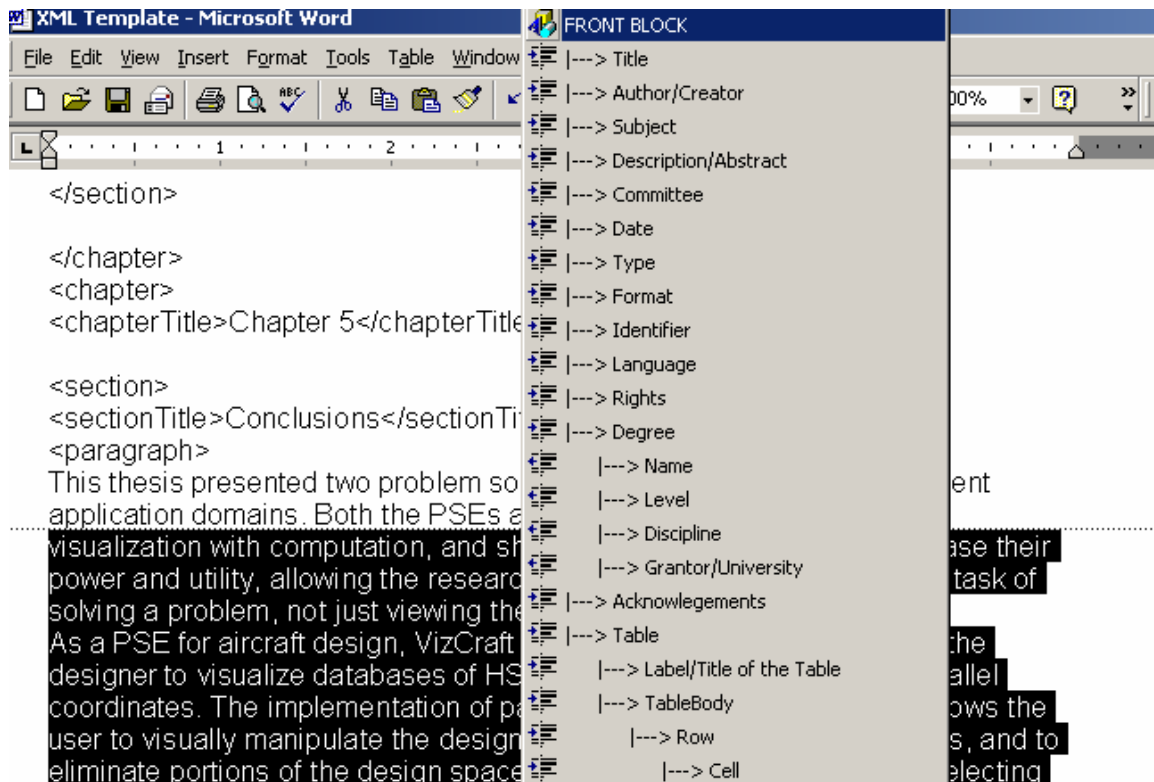 XML Template - Microsoft Word
File Edit View Insert Format Tools Table Window
00%
1 2
</section>
</chapter>
<chapter>
<chapterTitle>Chapter 5</chapterTitle
<section>
<sectionTitle>Conclusions</sectionTi
<paragraph>
This thesis presented two problem so ent
application domains. Both the PSEs a
visualization with computation, and sh ase their
power and utility, allowing the researc task of
solving a problem, not just viewing the
As a PSE for aircraft design, VizCraft the
designer to visualize databases of HS allel
coordinates. The implementation of pa ows the
user to visually manipulate the design s, and to
eliminate portions of the design space electing
FRONT BLOCK
|---> Title
|---> Author/Creator
|---> Subject
|---> Description/Abstract
|---> Committee
|---> Date
|---> Type
|---> Format
|---> Identifier
|---> Language
|---> Rights
|---> Degree
|---> Name
|---> Level
|---> Discipline
|---> Grantor/University
|---> Acknowlegements
|---> Table
|---> Label/Title of the Table
|---> TableBody
|---> Row
|---> Cell